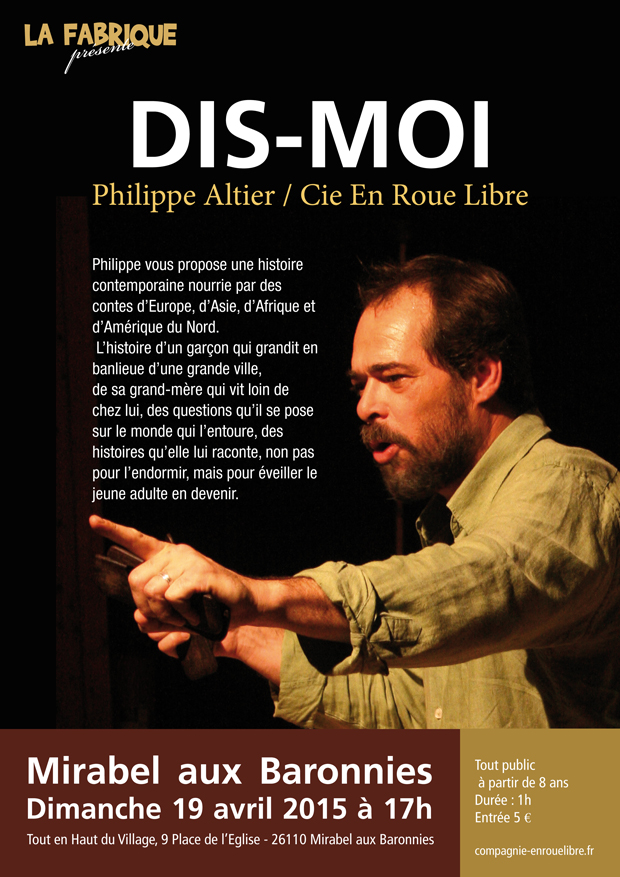 LA FABRIQUE
présente
DIS-MOI
Philippe Altier / Cie En Roue Libre
Philippe vous propose une histoire
contemporaine nourrie par des
contes d'Europe, d'Asie, d'Afrique et
d'Amérique du Nord.
L'histoire d'un garçon qui grandit en
banlieue d'une grande ville,
de sa grand-mère qui vit loin de
chez lui, des questions qu'il se pose
sur le monde qui l'entoure, des
histoires qu'elle lui raconte, non pas
pour l'endormir, mais pour éveiller le
jeune adulte en devenir.
Mirabel aux Baronnies
Dimanche 19 avril 2015 à 17h
Tout en Haut du Village, 9 Place de l'Eglise - 26110 Mirabel aux Baronnies
Tout public
à partir de 8 ans
Durée : 1h
Entrée 5 €
compagnie-enrouelibre.fr